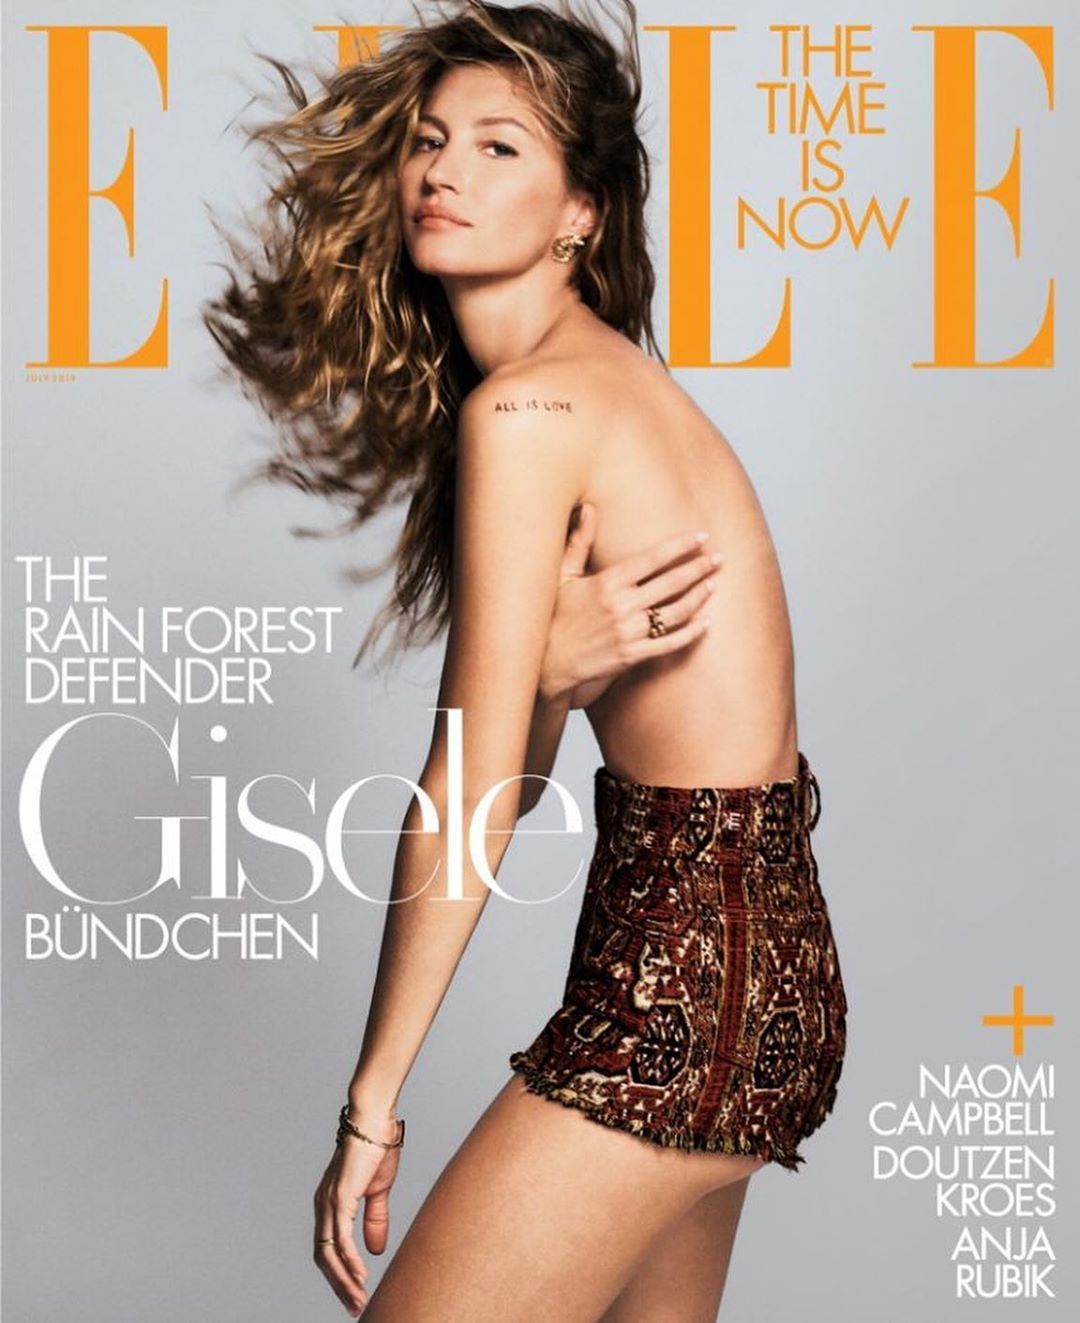 ELLE
THE
TIME
IS
NOW
JULY 2019
ALL IS LOVE
THE
RAIN FOREST
DEFENDER
Gisele
BÜNDCHEN
+
NAOMI
CAMPBELL
DOUTZEN
KROES
ANJA
RUBIK